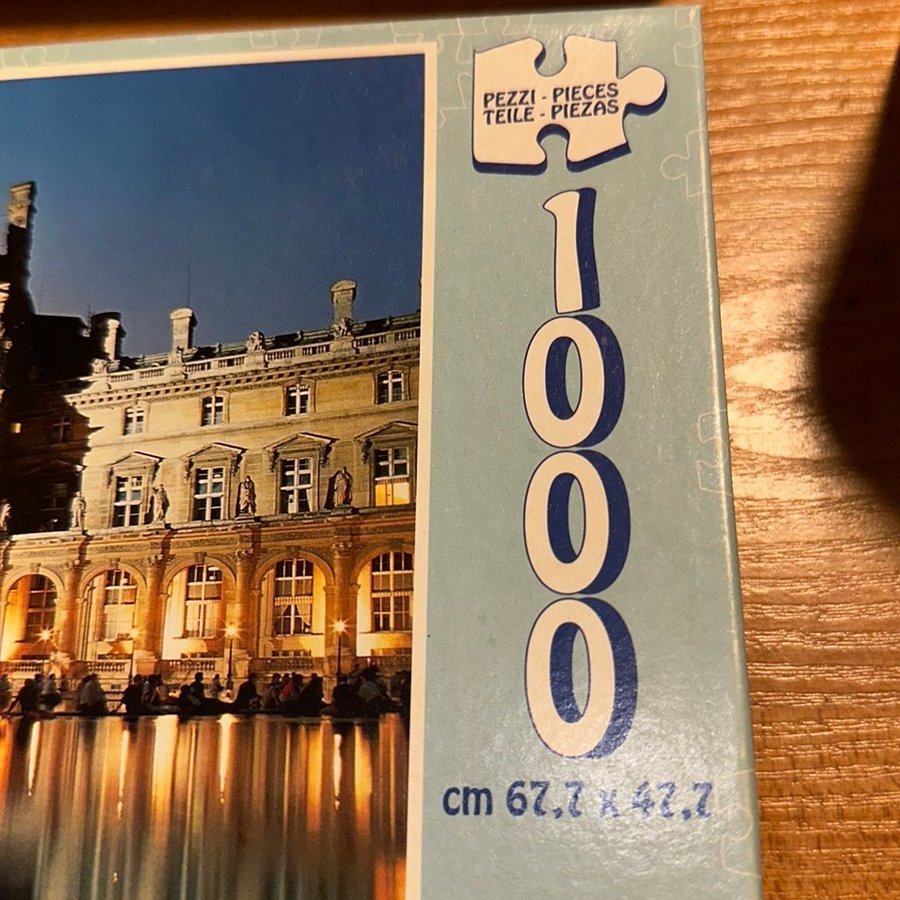 PEZZI - PIECES
TEILE - PIEZAS
1000
cm 67,7 x 47,7